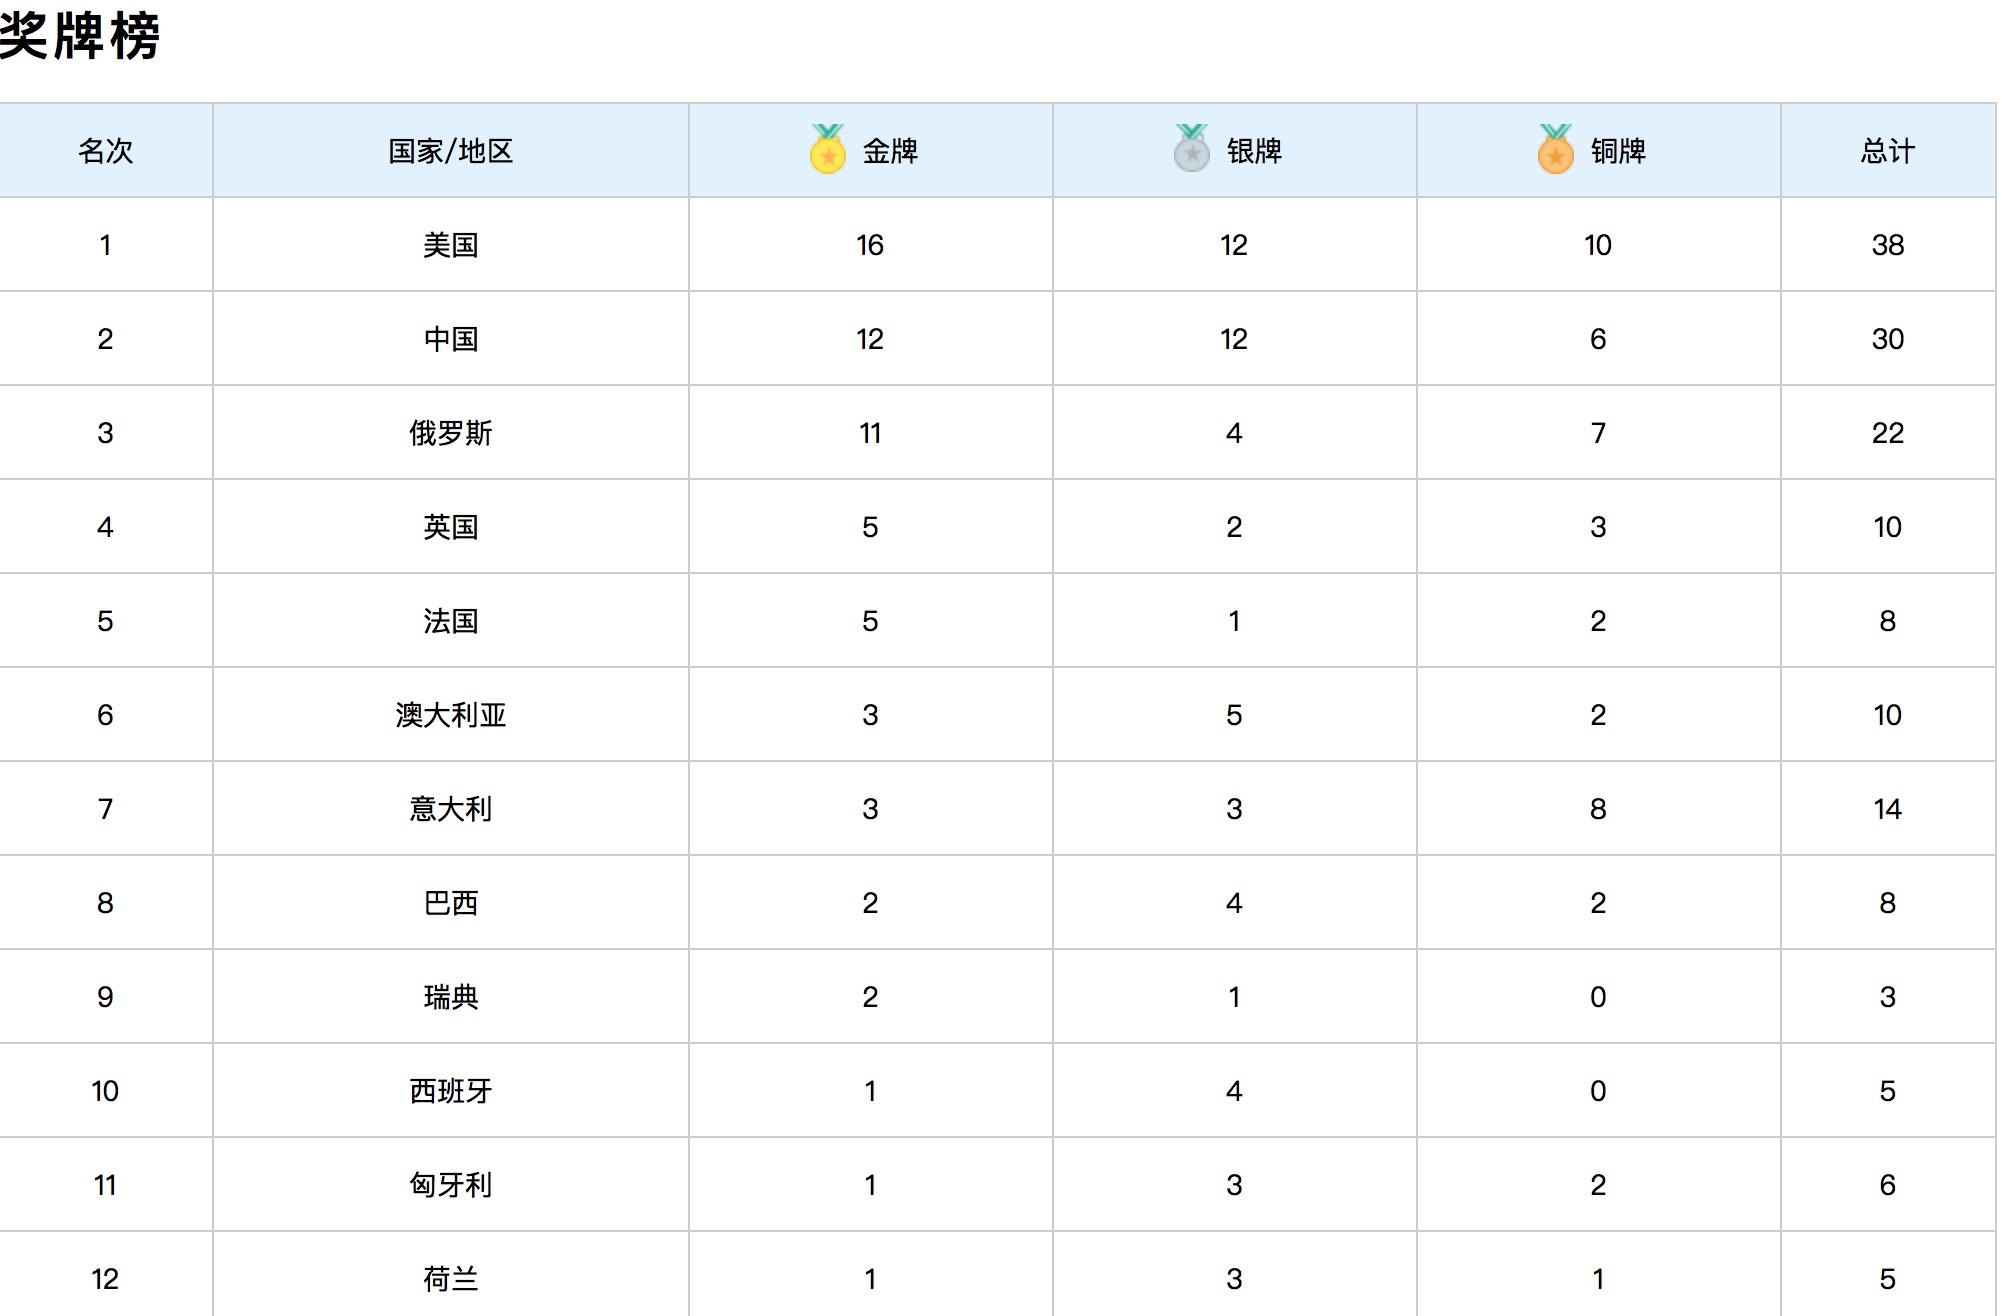 奖牌榜
名次 国家/地区 金牌 银牌 铜牌 总计
1 美国 16 12 10 38
2 中国 12 12 6 30
3 俄罗斯 11 4 7 22
4 英国 5 2 3 10
5 法国 5 1 2 8
6 澳大利亚 3 5 2 10
7 意大利 3 3 8 14
8 巴西 2 4 2 8
9 瑞典 2 1 0 3
10 西班牙 1 4 0 5
11 匈牙利 1 3 2 6
12 荷兰 1 3 1 5